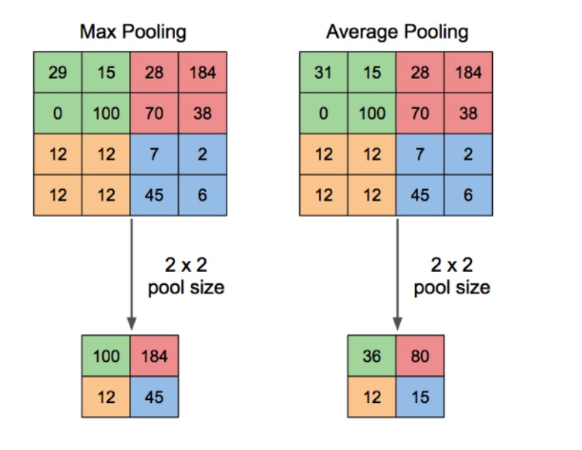 Max Pooling
29 15 28 184
0 100 70 38
12 12 7 2
12 12 45 6
2 x 2
pool size
100 184
12 45
Average Pooling
31 15 28 184
0 100 70 38
12 12 7 2
12 12 45 6
2 x 2
pool size
36 80
12 15